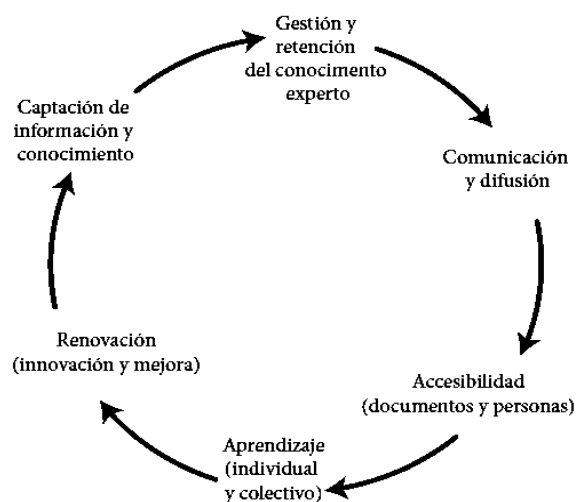 Gestión y
retención
del conocimento
experto
Comunicación
y difusión
Accesibilidad
(documentos y personas)
Aprendizaje
(individual
y colectivo)
Renovación
(innovación y mejora)
Captación de
información y
conocimiento